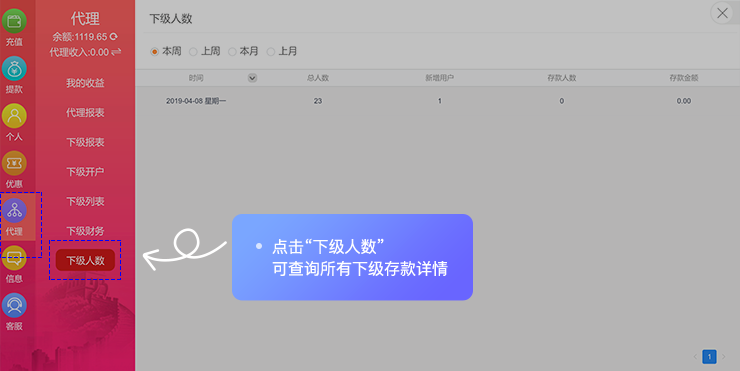 充值
提款
个人
优惠
代理
信息
客服
代理
余额:1119.65
代理收入:0.00
我的收益
代理报表
下级报表
下级开户
下级列表
下级财务
下级人数
下级人数
本周 上周 本月 上月
时间 总人数 新增用户 存款人数 存款金额
2019-04-08 星期一 23 1 0 0.00
点击“下级人数”
可查询所有下级存款详情
1